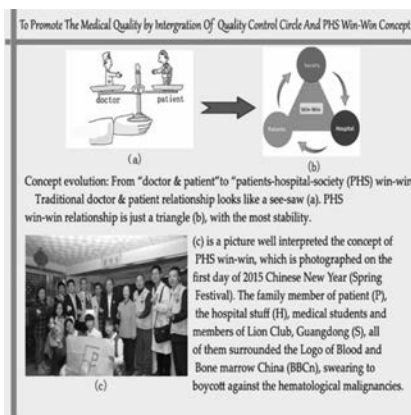 To Promote The Medical Quality by Intergration Of Quality Control Circle And PHS Win-Win Concept
doctor
patient
(a)
Society
Win-Win
Patients
Hospital
(b)
Concept evolution: From "doctor & patient"to "patients-hospital-society (PHS) win-win
Traditional doctor & patient relationship looks like a see-saw (a). PHS
win-win relationship is just a triangle (b), with the most stability.
(c) is a picture well interpreted the concept of
PHS win-win, which is photographed on the
first day of 2015 Chinese New Year (Spring
Festival). The family member of patient (P),
the hospital stuff (H), medical students and
members of Lion Club, Guangdong (S), all
of them surrounded the Logo of Blood and
Bone marrow China (BBCn), swearing to
boycott against the hematological malignancies.
(c)